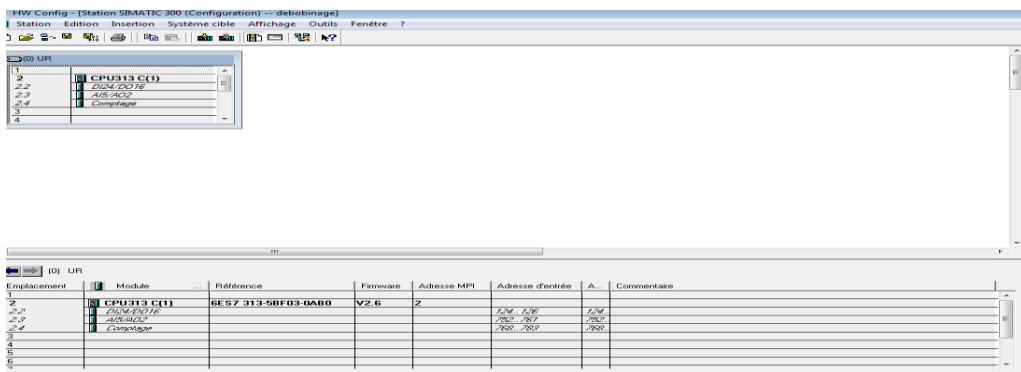 HW Config - [Station SIMATIC 300 (Configuration) -- debobinage]
Station Edition Insertion Système cible Affichage Outils Fenêtre ?
(0) UR
1
2 CPU313 C(1)
2.2 DI24/DO16
2.3 AI5/AO2
2.4 Comptage
3
4
(0) UR
Emplacement Module ... Référence Firmware Adresse MPI Adresse d'entrée A... Commentaire
1
2 CPU313 C(1) 6ES7 313-5BF03-0AB0 V2.6 2
2.2 DI24/DO16 124...126 124...
2.3 AI5/AO2 752...761 752...
2.4 Comptage 768...783 768...
3
4
5
6